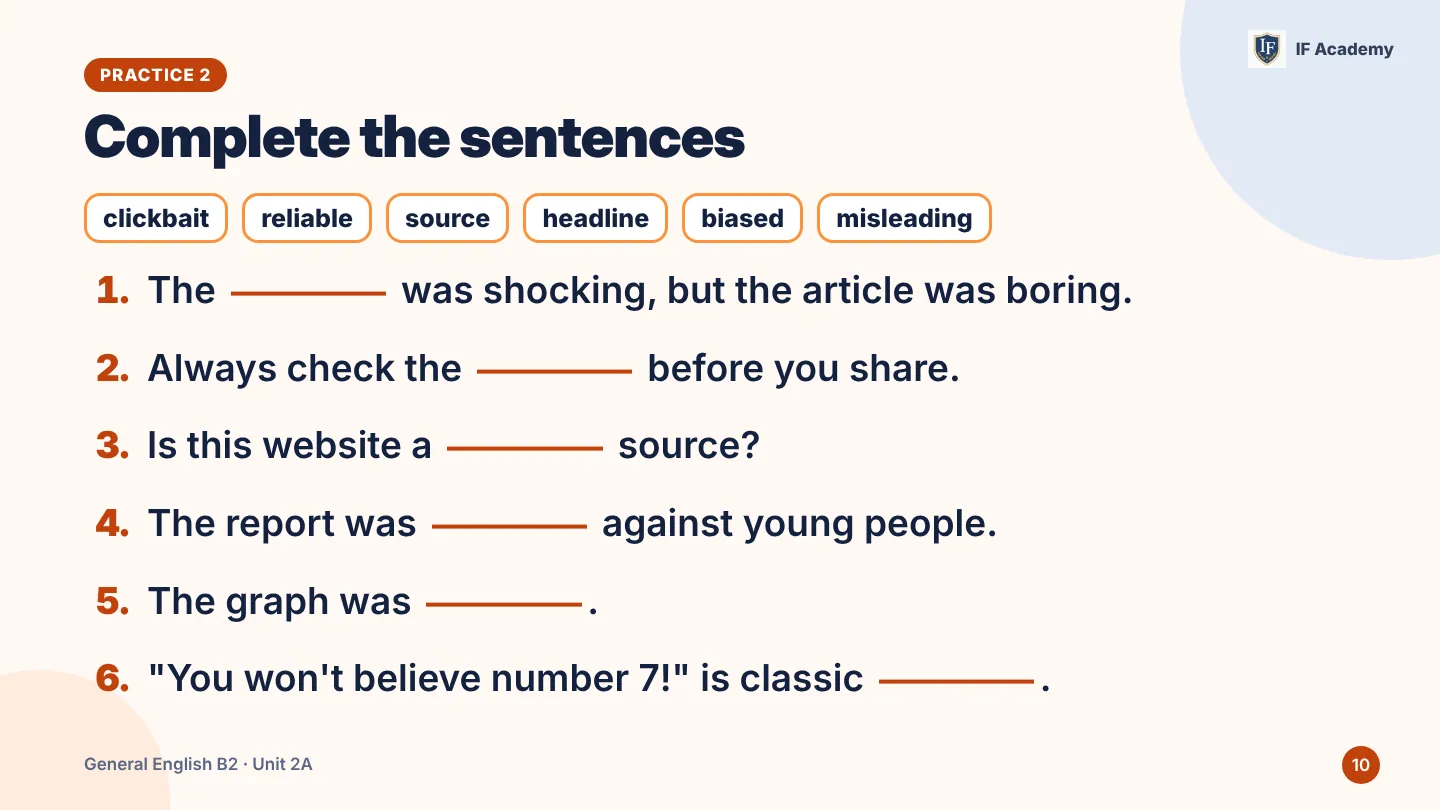 IF Academy
PRACTICE 2
Complete the sentences
clickbait reliable source headline biased misleading
1. The ________ was shocking, but the article was boring.
2. Always check the ________ before you share.
3. Is this website a ________ source?
4. The report was ________ against young people.
5. The graph was ________.
6. "You won't believe number 7!" is classic ________.
General English B2 · Unit 2A
10